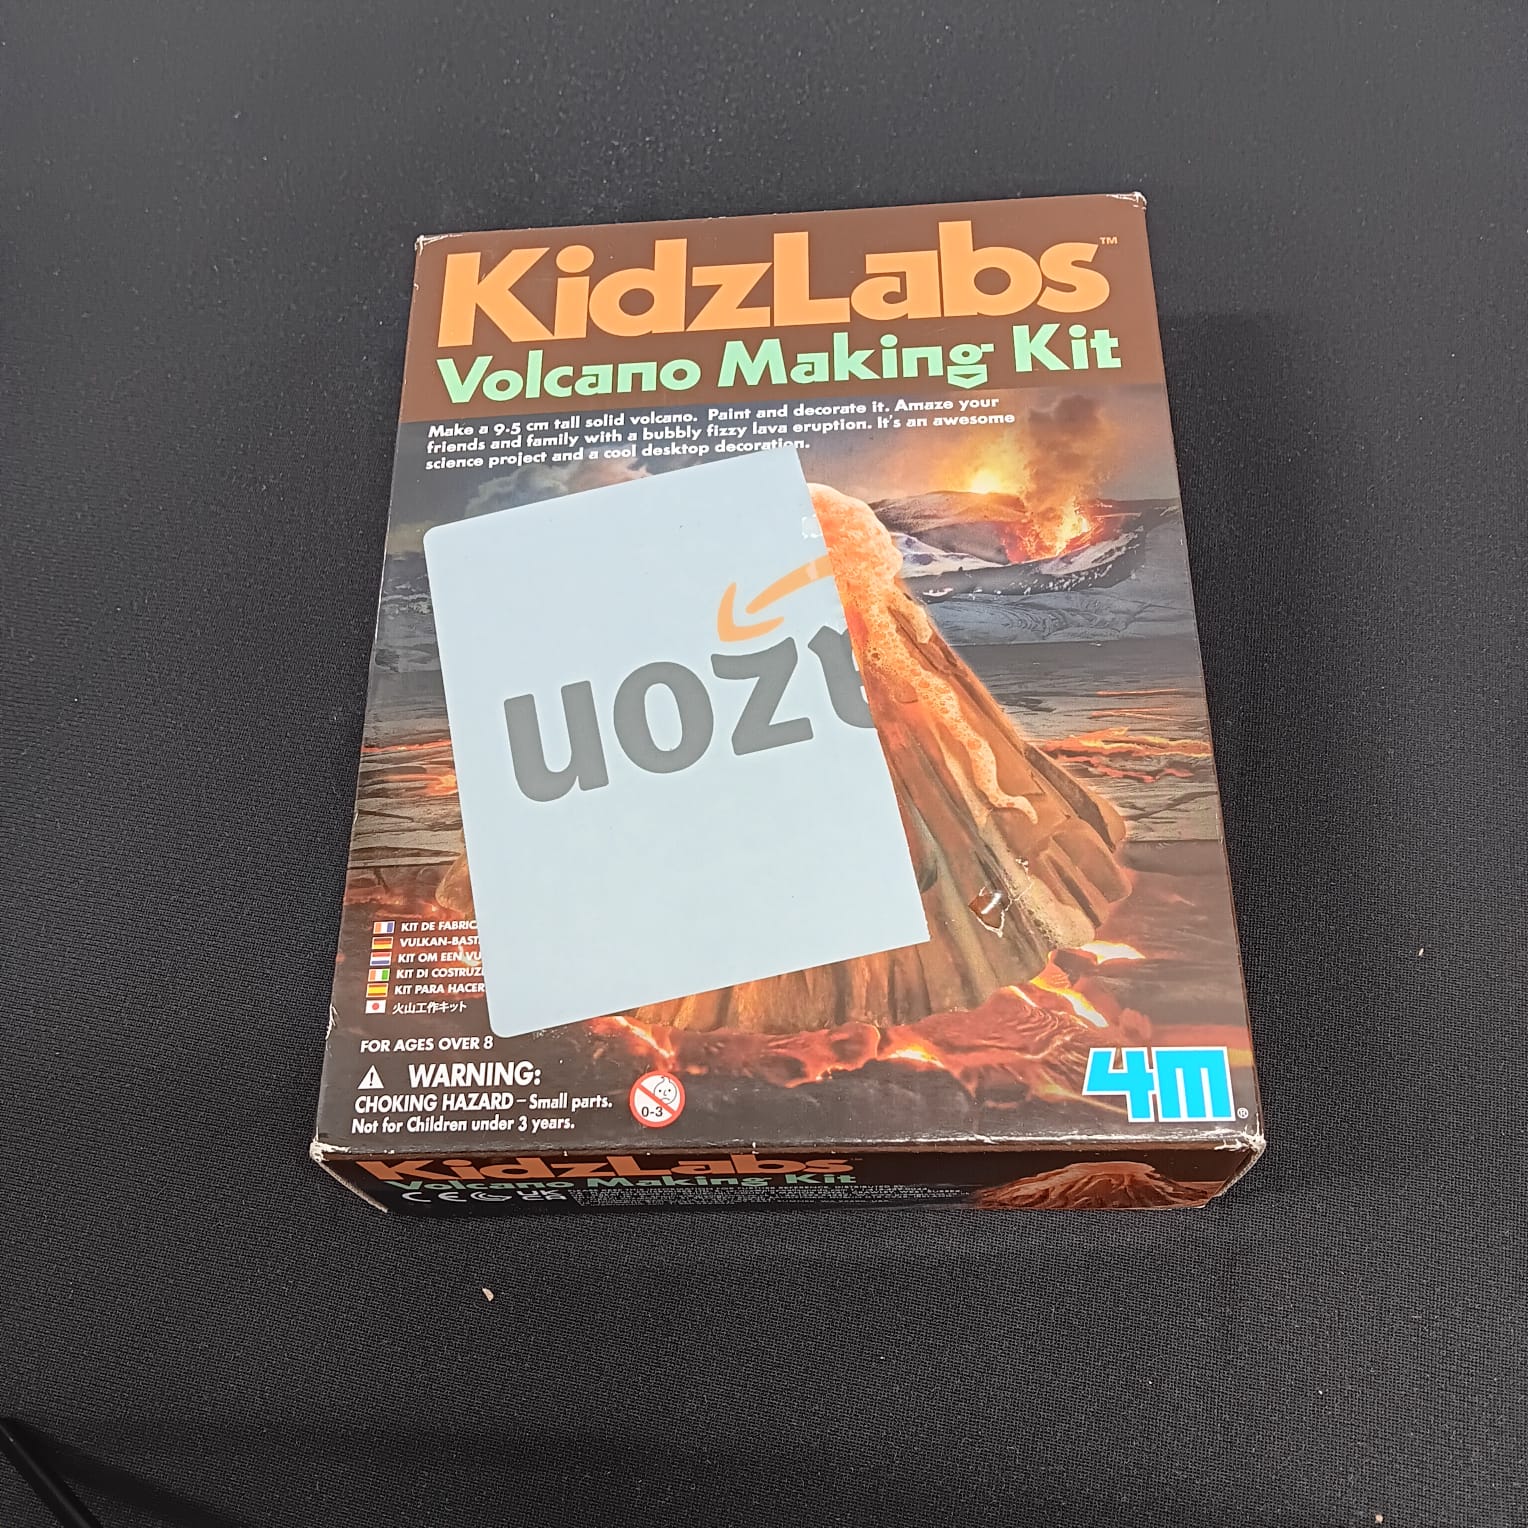 KidzLabs™
Volcano Making Kit
Make a 9.5 cm tall solid volcano. Paint and decorate it. Amaze your
friends and family with a bubbly fizzy lava eruption. It's an awesome
science project and a cool desktop decoration.
KIT DE FABRIC
VULKAN-BAST
KIT OM EEN VU
KIT DI COSTRUZ
KIT PARA HACER
火山工作キット
FOR AGES OVER 8
WARNING:
CHOKING HAZARD – Small parts.
Not for Children under 3 years.
0-3
4M®
KidzLabs
Volcano Making Kit
CE UK CA